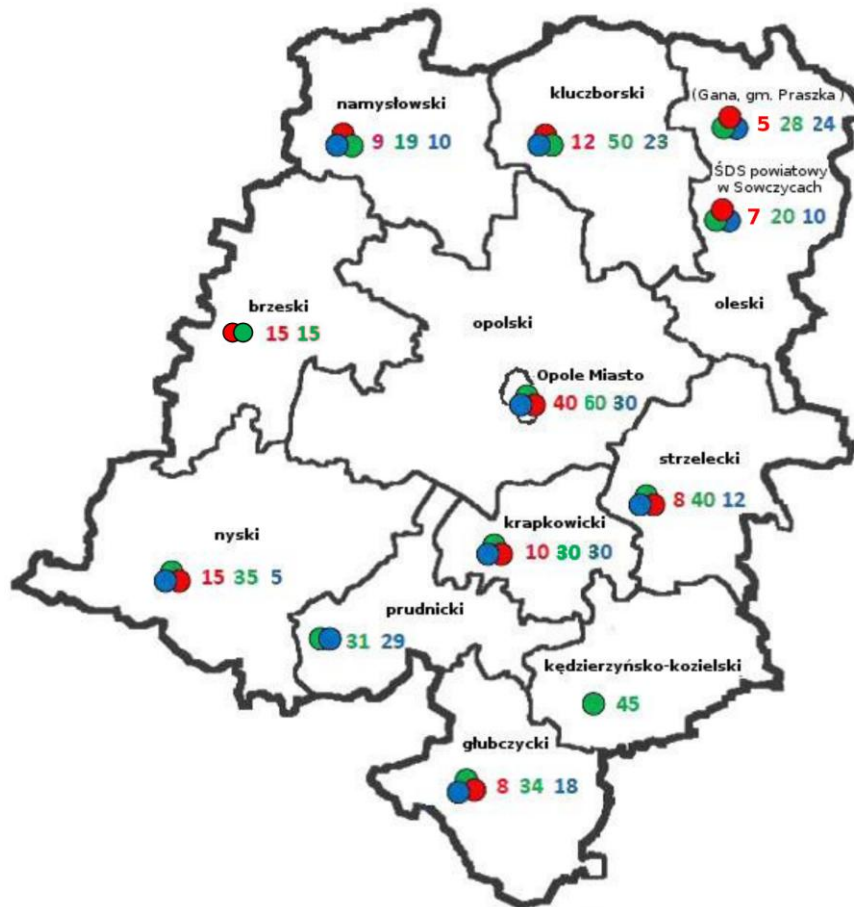 (Gana, gm. Praszka )
5 28 24
namysłowski
9 19 10
kluczborski
12 50 23
ŚDS powiatowy
w Sowczycach
7 20 10
oleski
brzeski
15 15
opolski
Opole Miasto
40 60 30
strzelecki
8 40 12
nyski
15 35 5
krapkowicki
10 30 30
prudnicki
31 29
kędzierzyńsko-kozielski
45
głubczycki
8 34 18